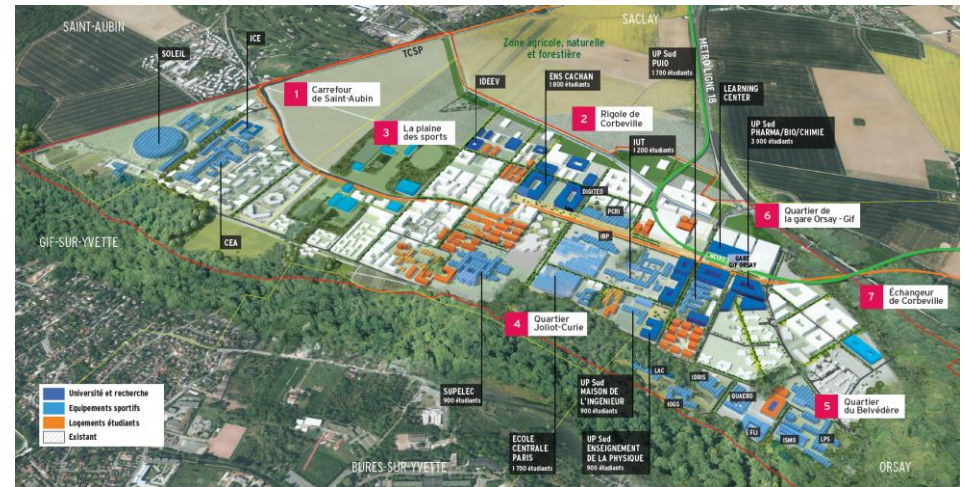 SAINT-AUBIN
SACLAY
SOLEIL
ICE
TCSP
Zone agricole, naturelle
et forestière
METRO LIGNE 18
UP Sud
PUIO
1 700 étudiants
LEARNING
CENTER
IDEEV
ENS CACHAN
1 800 étudiants
1
Carrefour
de Saint-Aubin
2
Rigole de
Corbeville
3
La plaine
des sports
UP Sud
PHARMA/BIO/CHIMIE
3 000 étudiants
IUT
1 200 étudiants
DIGITEO
PCRI
IBP
6
Quartier de
la gare Orsay - Gif
GIF-SUR-YVETTE
CEA
GARE
GIF ORSAY
7
Échangeur
de Corbeville
4
Quartier
Joliot-Curie
LAC
IDRIS
IOGS
QUAERO
FLI
ISMO
LPS
5
Quartier
du Belvédère
SUPELEC
900 étudiants
UP Sud
MAISON DE
L'INGENIEUR
900 étudiants
ECOLE
CENTRALE
PARIS
1 700 étudiants
UP Sud
ENSEIGNEMENT
DE LA PHYSIQUE
900 étudiants
Université et recherche
Equipements sportifs
Logements étudiants
Existant
BURES-SUR-YVETTE
ORSAY